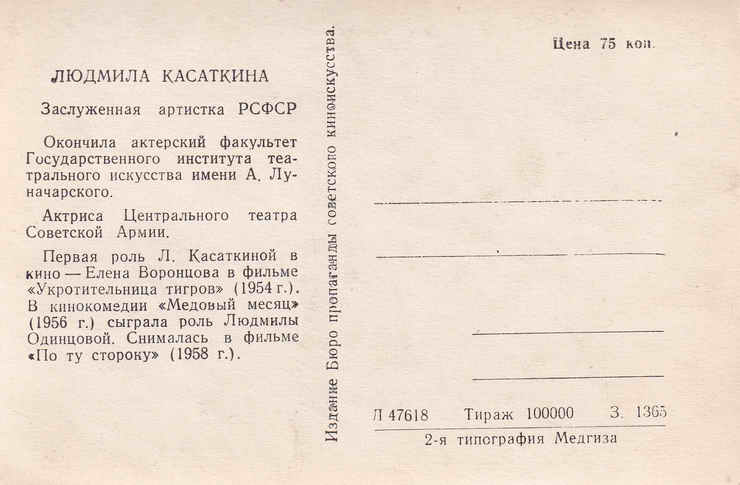 ЛЮДМИЛА КАСАТКИНА
Заслуженная артистка РСФСР
Окончила актерский факультет
Государственного института теа-
трального искусства имени А. Лу-
начарского.
Актриса Центрального театра
Советской Армии.
Первая роль Л. Касаткиной в
кино — Елена Воронцова в фильме
«Укротительница тигров» (1954 г.).
В кинокомедии «Медовый месяц»
(1956 г.) сыграла роль Людмилы
Одинцовой. Снималась в фильме
«По ту стороку» (1958 г.).
Издание Бюро пропаганды советского киноискусства.
Цена 75 коп.
Л 47618 Тираж 100000 З. 1365
2-я типография Медгиза